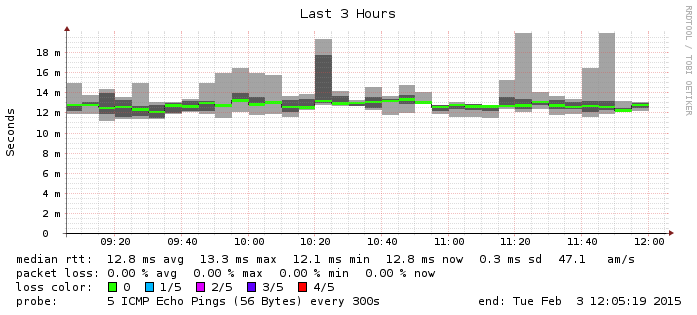 Last 3 Hours
RRDTOOL / TOBI OETIKER
Seconds
18 m
16 m
14 m
12 m
10 m
8 m
6 m
4 m
2 m
0
09:20 09:40 10:00 10:20 10:40 11:00 11:20 11:40 12:00
median rtt: 12.8 ms avg 13.3 ms max 12.1 ms min 12.8 ms now 0.3 ms sd 47.1 am/s
packet loss: 0.00 % avg 0.00 % max 0.00 % min 0.00 % now
loss color: 0 1/5 2/5 3/5 4/5
probe: 5 ICMP Echo Pings (56 Bytes) every 300s end: Tue Feb 3 12:05:19 2015